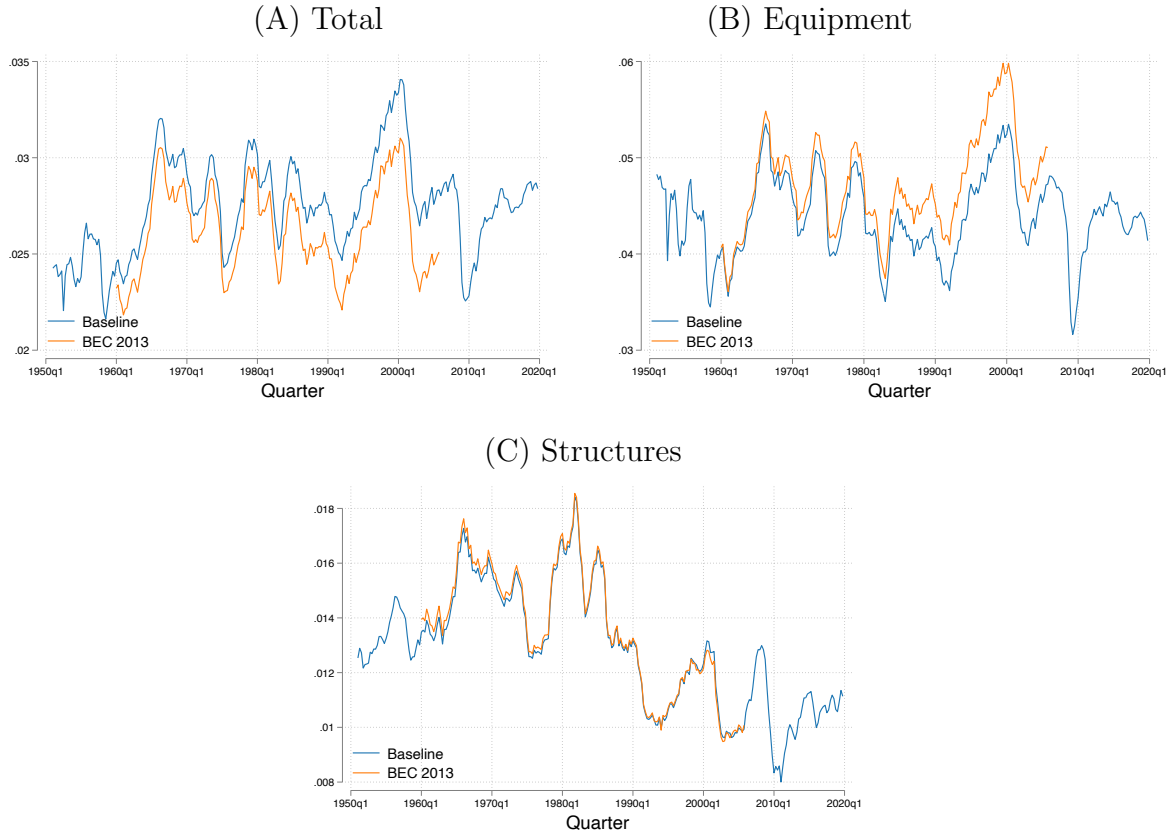 (A) Total
.035
.03
.025
.02
Baseline
BEC 2013
1950q1 1960q1 1970q1 1980q1 1990q1 2000q1 2010q1 2020q1
Quarter
(B) Equipment
.06
.05
.04
.03
Baseline
BEC 2013
1950q1 1960q1 1970q1 1980q1 1990q1 2000q1 2010q1 2020q1
Quarter
(C) Structures
.018
.016
.014
.012
.01
.008
Baseline
BEC 2013
1950q1 1960q1 1970q1 1980q1 1990q1 2000q1 2010q1 2020q1
Quarter